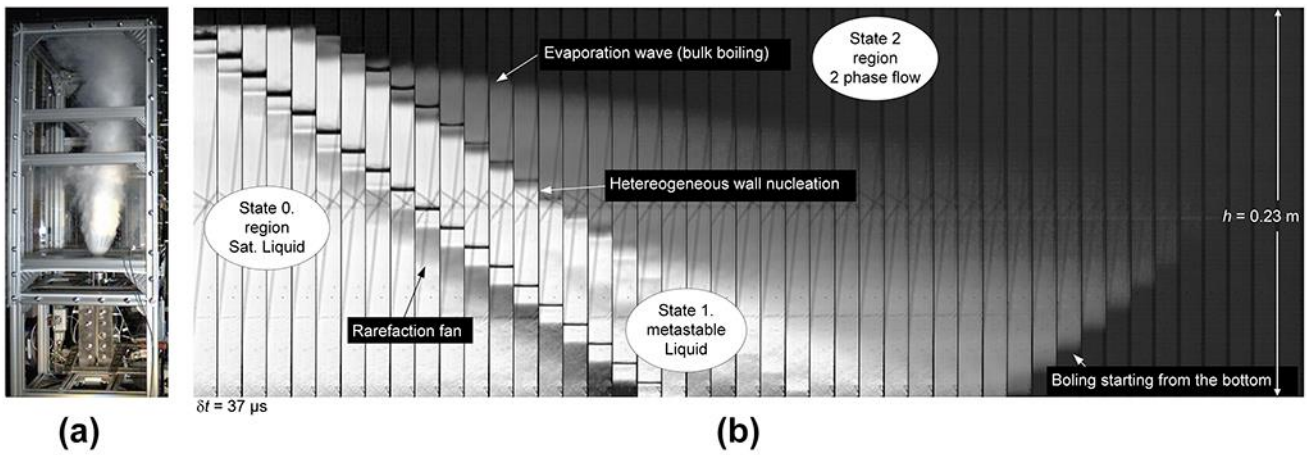 Evaporation wave (bulk boiling)
State 2
region
2 phase flow
Hetereogeneous wall nucleation
State 0.
region
Sat. Liquid
h = 0.23 m
Rarefaction fan
State 1.
metastable
Liquid
Boling starting from the bottom
δt = 37 µs
(a)
(b)